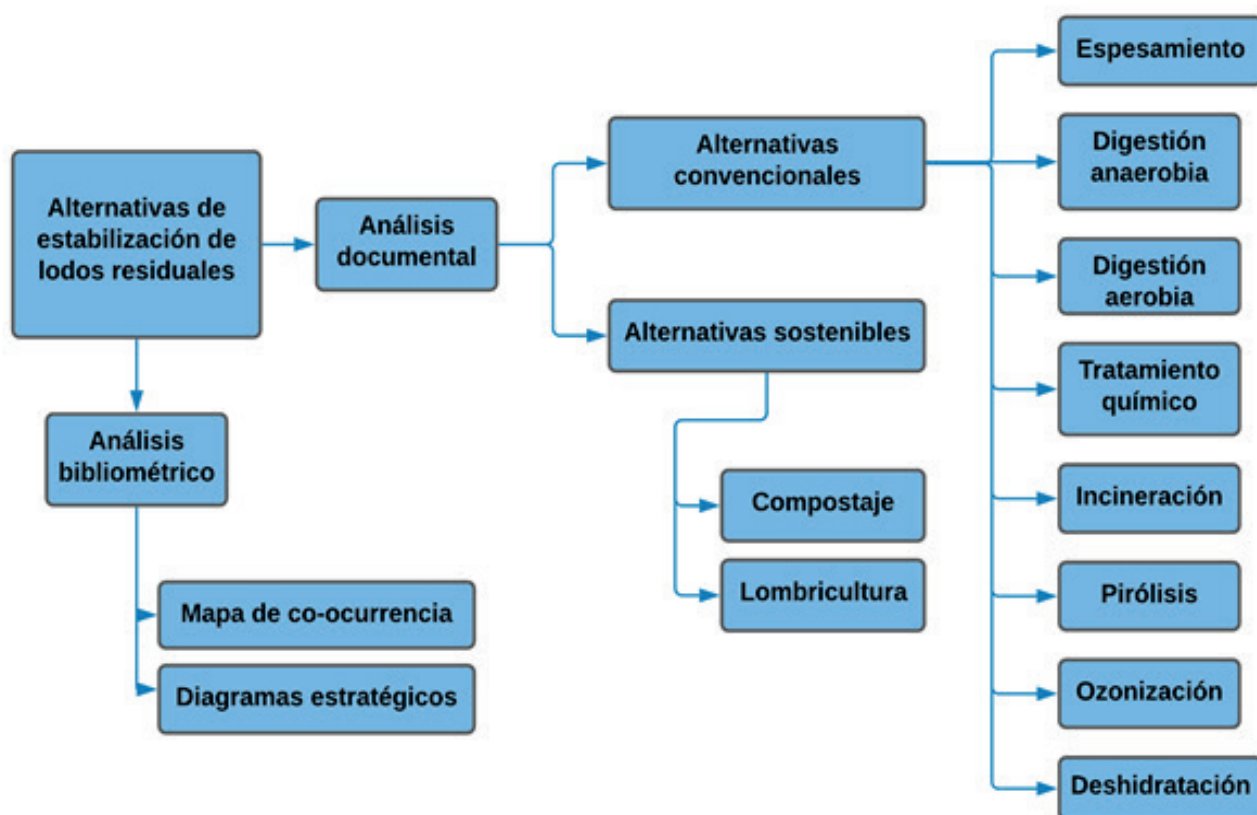 Alternativas de
estabilización de
lodos residuales
Análisis
bibliométrico
Mapa de co-ocurrencia
Diagramas estratégicos
Análisis
documental
Alternativas
convencionales
Alternativas sostenibles
Compostaje
Lombricultura
Espesamiento
Digestión
anaerobia
Digestión
aerobia
Tratamiento
químico
Incineración
Pirólisis
Ozonización
Deshidratación